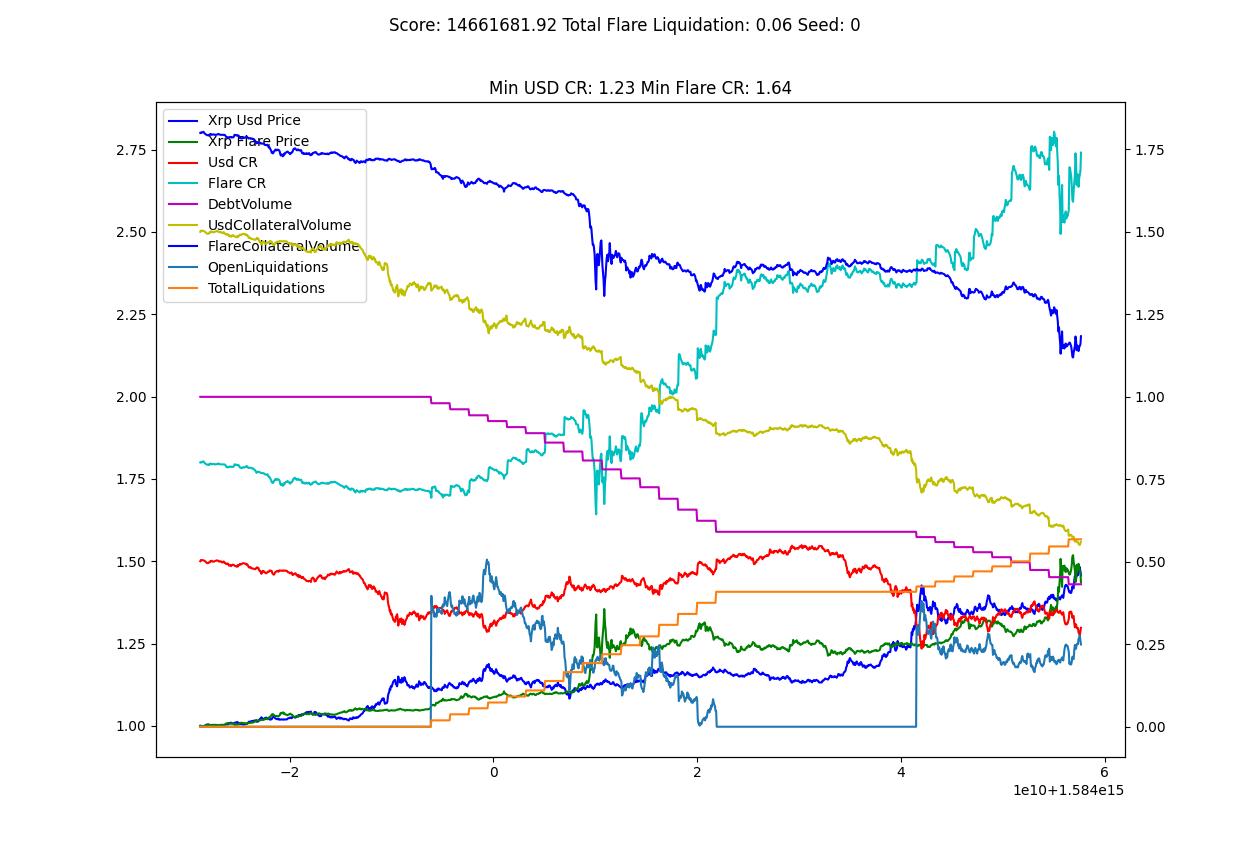 Score: 14661681.92 Total Flare Liquidation: 0.06 Seed: 0
Min USD CR: 1.23 Min Flare CR: 1.64
Xrp Usd Price
Xrp Flare Price
Usd CR
Flare CR
DebtVolume
UsdCollateralVolume
FlareCollateralVolume
OpenLiquidations
TotalLiquidations
2.75
2.50
2.25
2.00
1.75
1.50
1.25
1.00
1.75
1.50
1.25
1.00
0.75
0.50
0.25
0.00
−2
0
2
4
6
1e10+1.584e15